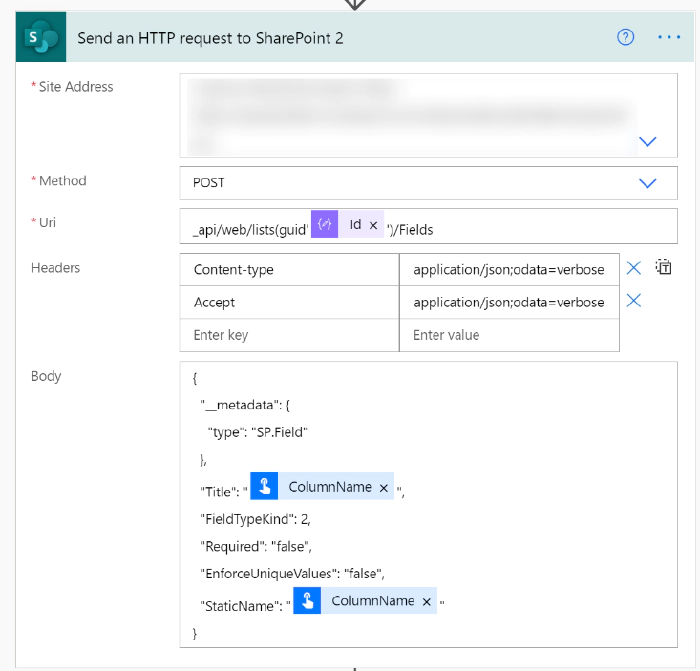 Send an HTTP request to SharePoint 2
* Site Address
* Method
POST
* Uri
_api/web/lists(guid' Id × ')/Fields
Headers
Content-type application/json;odata=verbose
Accept application/json;odata=verbose
Enter key Enter value
Body
{
"__metadata": {
"type": "SP.Field"
},
"Title": " ColumnName × ",
"FieldTypeKind": 2,
"Required": "false",
"EnforceUniqueValues": "false",
"StaticName": " ColumnName × "
}